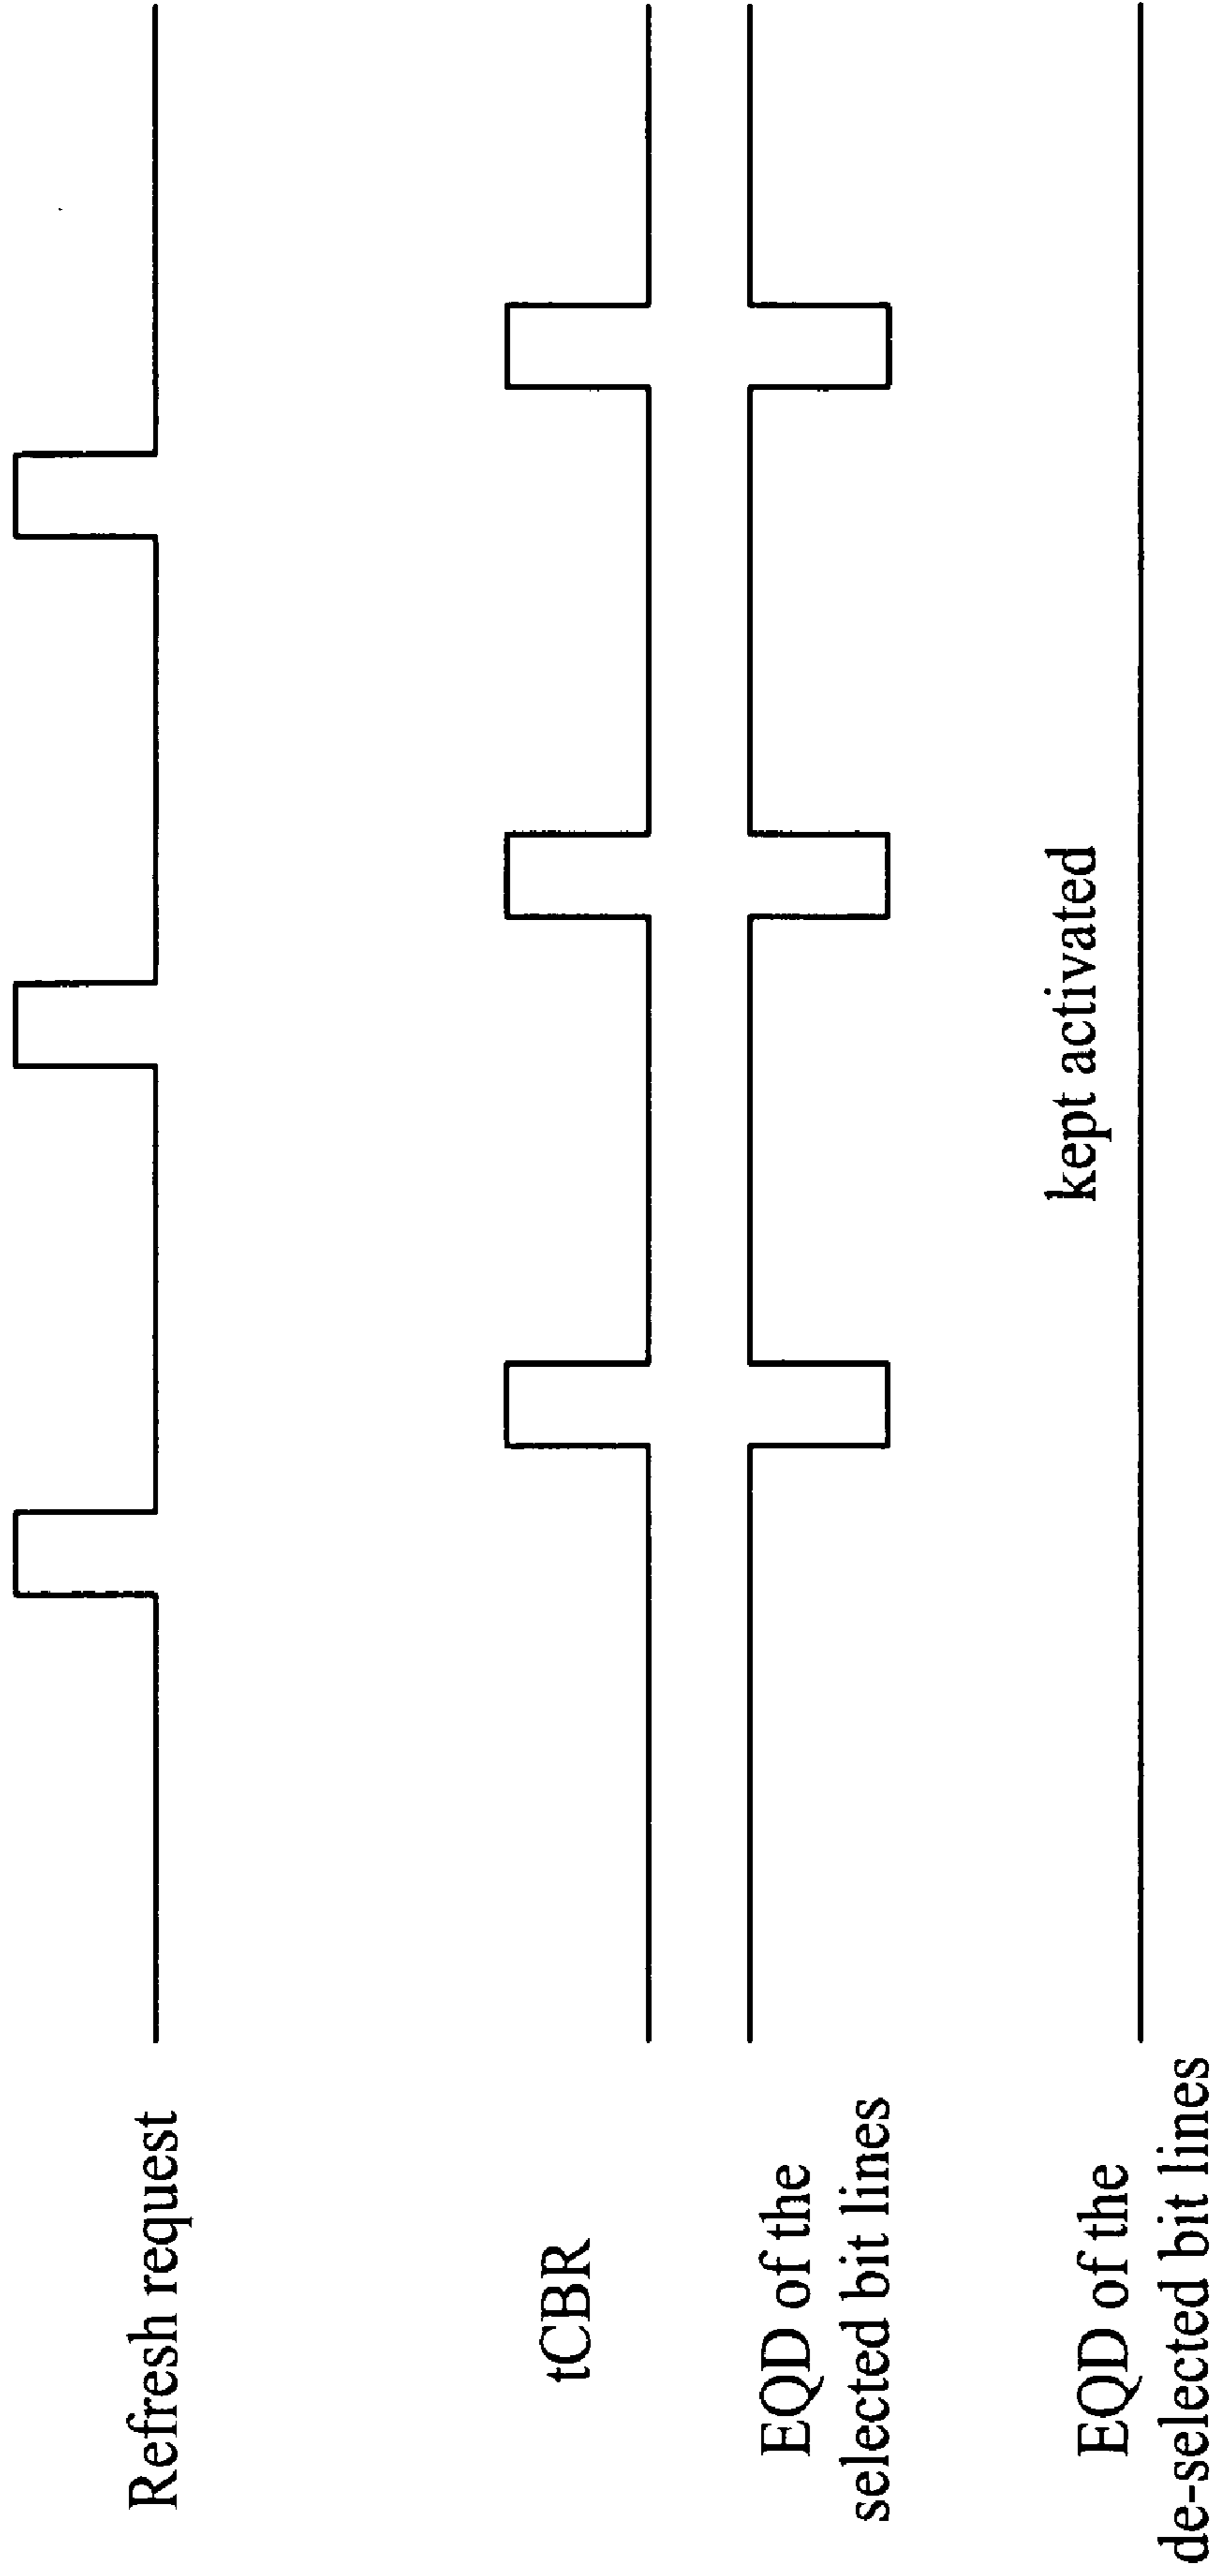 Refresh request
tCBR
EQD of the
selected bit lines
kept activated
EQD of the
de-selected bit lines